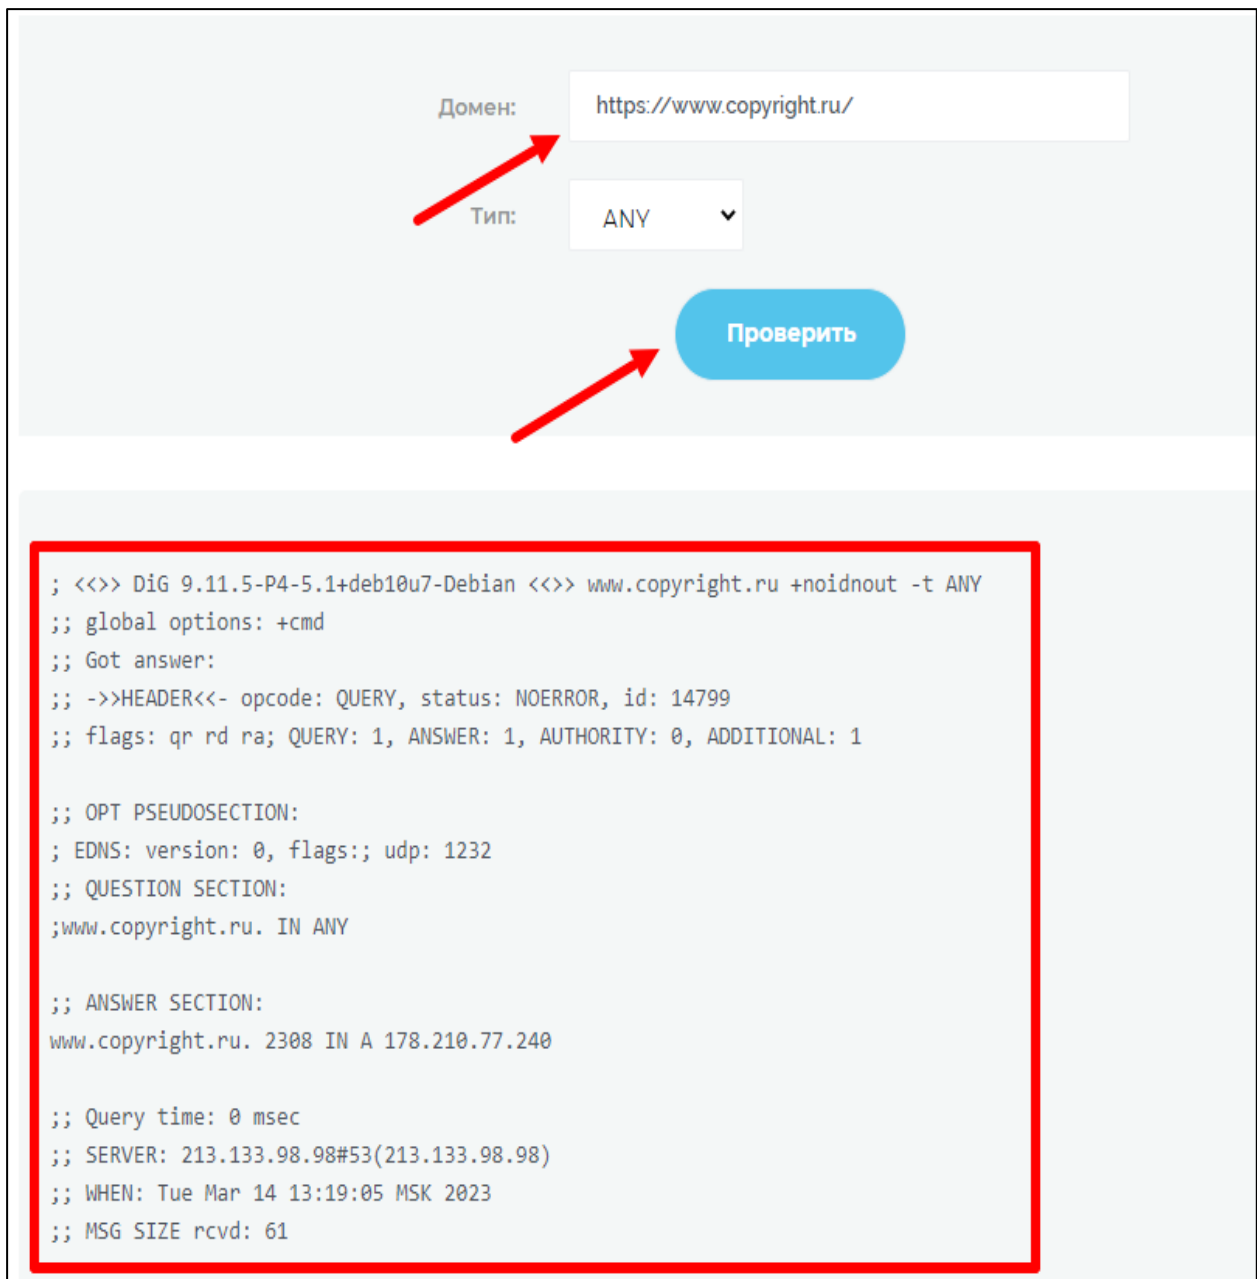 Домен:
https://www.copyright.ru/
Тип:
ANY
Проверить
; <<>> DiG 9.11.5-P4-5.1+deb10u7-Debian <<>> www.copyright.ru +noidnout -t ANY
;; global options: +cmd
;; Got answer:
;; ->>HEADER<<- opcode: QUERY, status: NOERROR, id: 14799
;; flags: qr rd ra; QUERY: 1, ANSWER: 1, AUTHORITY: 0, ADDITIONAL: 1
;; OPT PSEUDOSECTION:
; EDNS: version: 0, flags:; udp: 1232
;; QUESTION SECTION:
;www.copyright.ru. IN ANY
;; ANSWER SECTION:
www.copyright.ru. 2308 IN A 178.210.77.240
;; Query time: 0 msec
;; SERVER: 213.133.98.98#53(213.133.98.98)
;; WHEN: Tue Mar 14 13:19:05 MSK 2023
;; MSG SIZE rcvd: 61